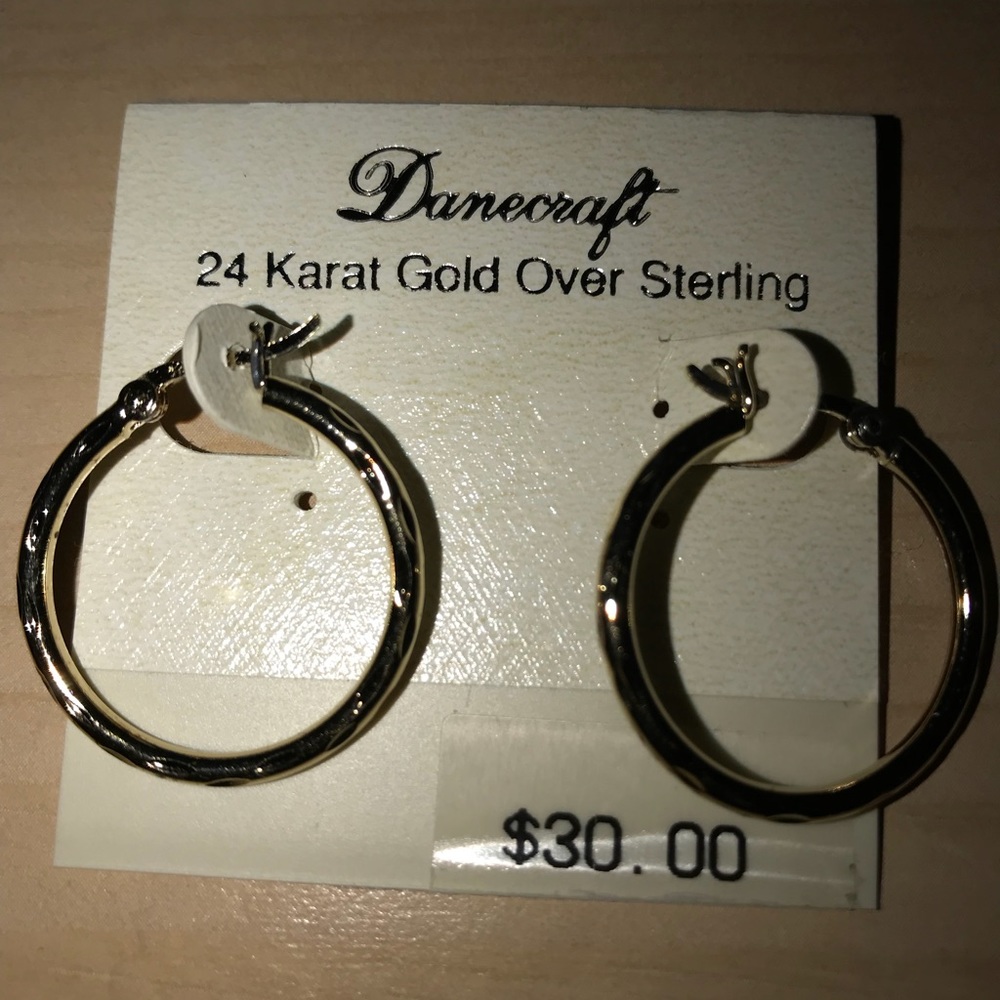 Danecraft
24 Karat Gold Over Sterling
$30.00